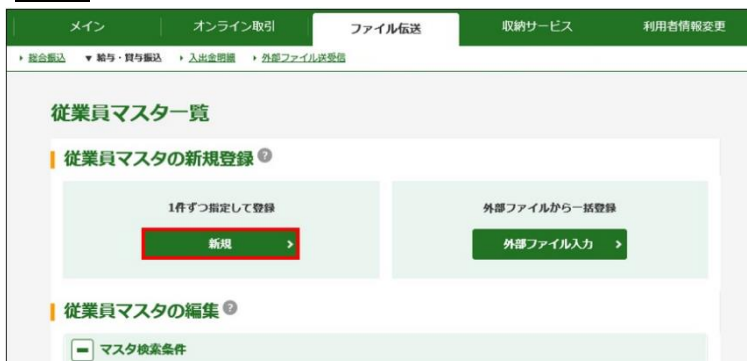 メイン オンライン取引 ファイル伝送 収納サービス 利用者情報変更
総合振込 ▼ 給与・賞与振込 入出金明細 外部ファイル送受信
従業員マスタ一覧
従業員マスタの新規登録 ?
1件ずつ指定して登録 外部ファイルから一括登録
新規 外部ファイル入力
従業員マスタの編集 ?
マスタ検索条件